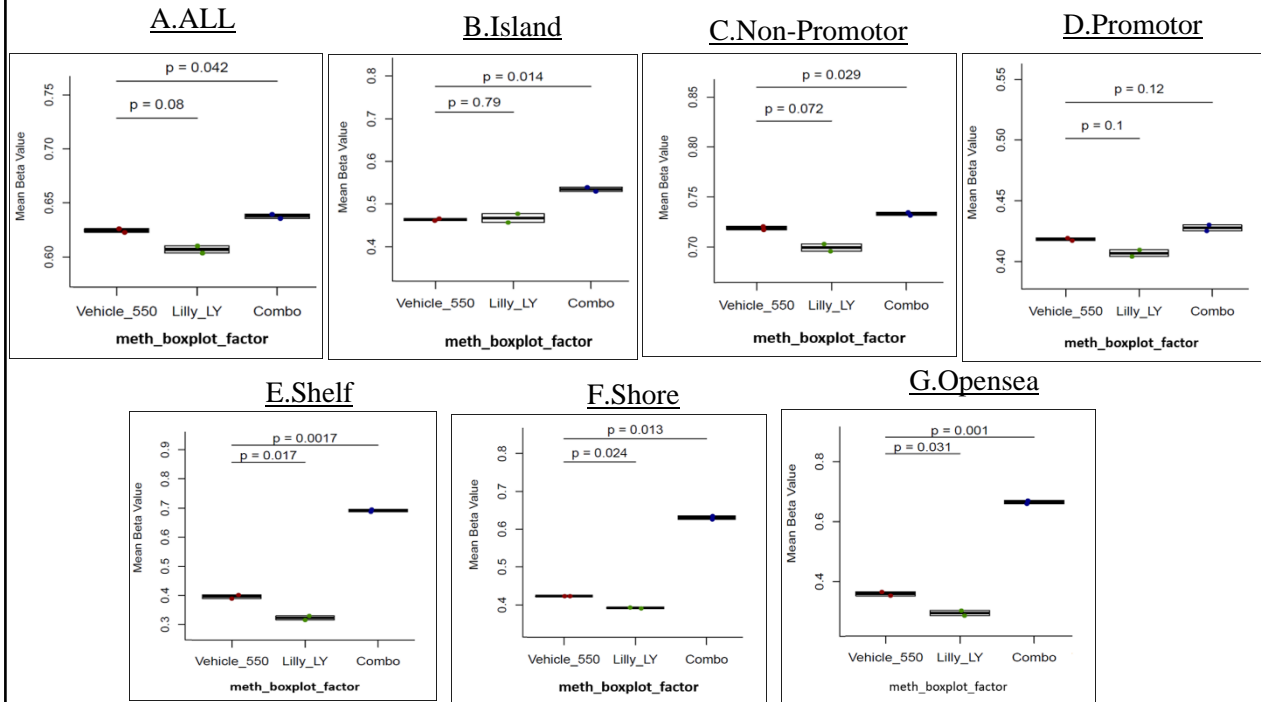 A.ALL
p = 0.042
p = 0.08
Mean Beta Value
0.75
0.70
0.65
0.60
Vehicle_550 Lilly_LY Combo
meth_boxplot_factor
B.Island
p = 0.014
p = 0.79
Mean Beta Value
0.8
0.7
0.6
0.5
0.4
Vehicle_550 Lilly_LY Combo
meth_boxplot_factor
C.Non-Promotor
p = 0.029
p = 0.072
Mean Beta Value
0.85
0.80
0.75
0.70
Vehicle_550 Lilly_LY Combo
meth_boxplot_factor
D.Promotor
p = 0.12
p = 0.1
Mean Beta Value
0.55
0.50
0.45
0.40
Vehicle_550 Lilly_LY Combo
meth_boxplot_factor
E.Shelf
p = 0.0017
p = 0.017
Mean Beta Value
0.9
0.8
0.7
0.6
0.5
0.4
0.3
Vehicle_550 Lilly_LY Combo
meth_boxplot_factor
F.Shore
p = 0.013
p = 0.024
Mean Beta Value
0.8
0.7
0.6
0.5
0.4
Vehicle_550 Lilly_LY Combo
meth_boxplot_factor
G.Opensea
p = 0.001
p = 0.031
Mean Beta Value
0.8
0.6
0.4
Vehicle_550 Lilly_LY Combo
meth_boxplot_factor